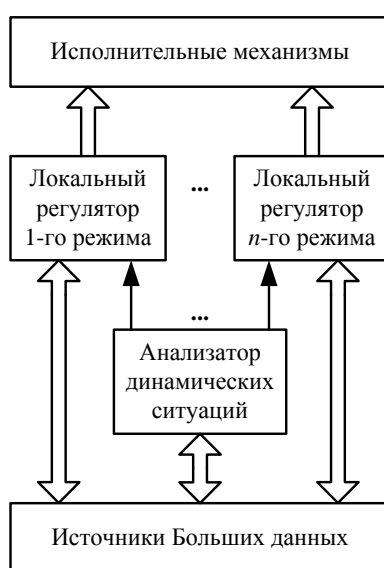 Исполнительные механизмы
Локальный
регулятор
1-го режима
...
Локальный
регулятор
n-го режима
...
Анализатор
динамических
ситуаций
Источники Больших данных